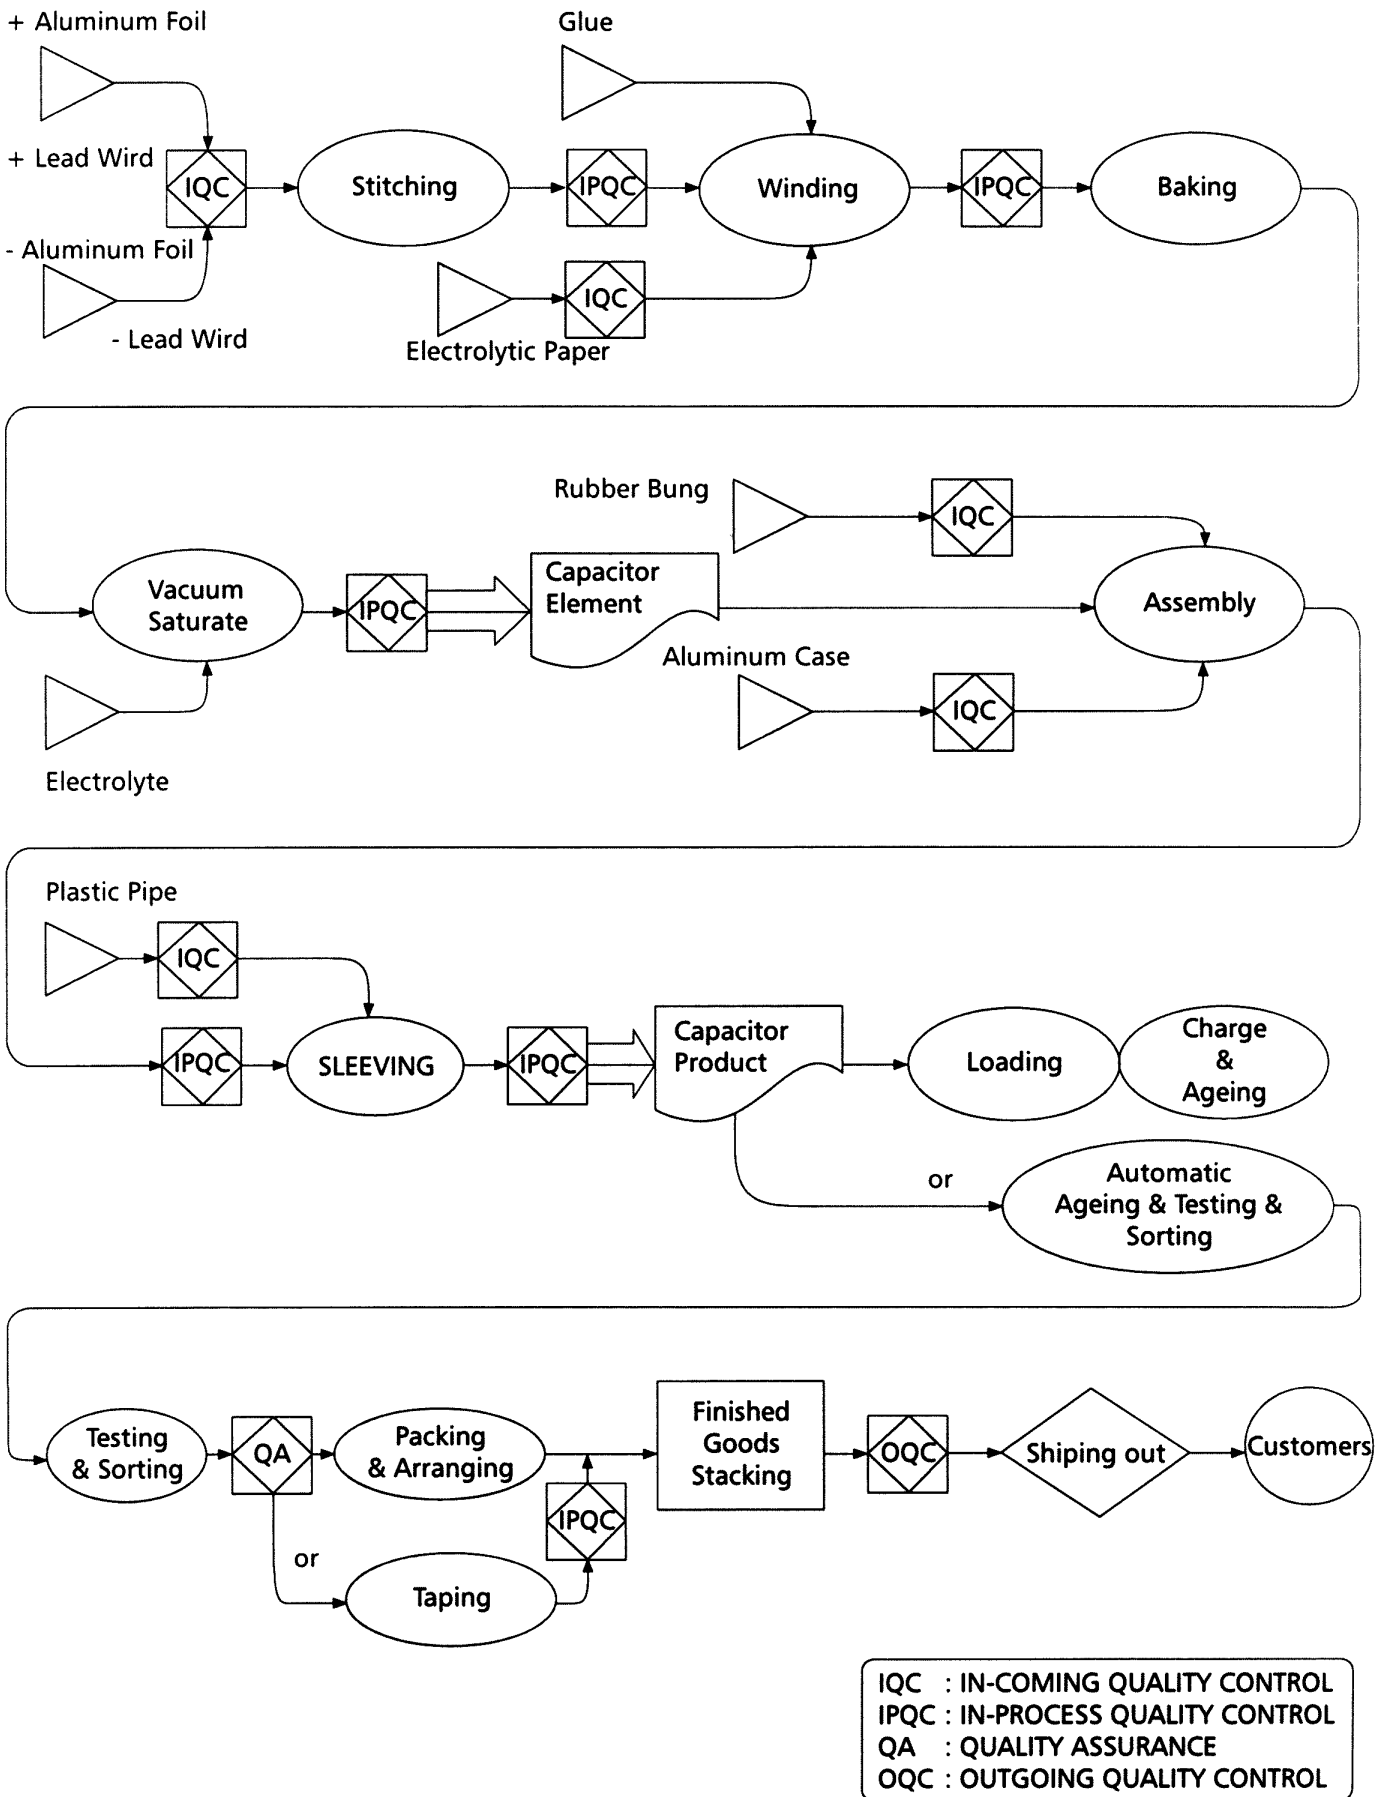 + Aluminum Foil
Glue
+ Lead Wird
IQC
Stitching
IPQC
Winding
IPQC
Baking
- Aluminum Foil
IQC
- Lead Wird
Electrolytic Paper
Rubber Bung
IQC
Vacuum
Saturate
IPQC
Capacitor
Element
Assembly
Aluminum Case
IQC
Electrolyte
Plastic Pipe
IQC
IPQC
SLEEVING
IPQC
Capacitor
Product
Loading
Charge
&
Ageing
or
Automatic
Ageing & Testing &
Sorting
Testing
& Sorting
QA
Packing
& Arranging
IPQC
Finished
Goods
Stacking
OQC
Shiping out
Customers
or
Taping
IQC : IN-COMING QUALITY CONTROL
IPQC : IN-PROCESS QUALITY CONTROL
QA : QUALITY ASSURANCE
OQC : OUTGOING QUALITY CONTROL